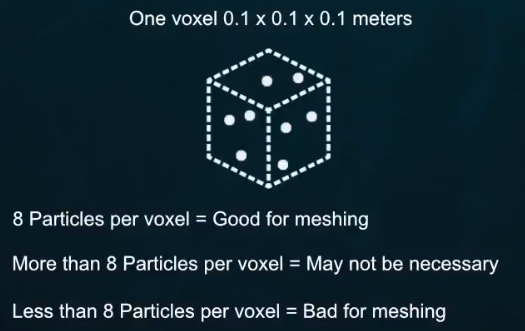 One voxel 0.1 x 0.1 x 0.1 meters
8 Particles per voxel = Good for meshing
More than 8 Particles per voxel = May not be necessary
Less than 8 Particles per voxel = Bad for meshing